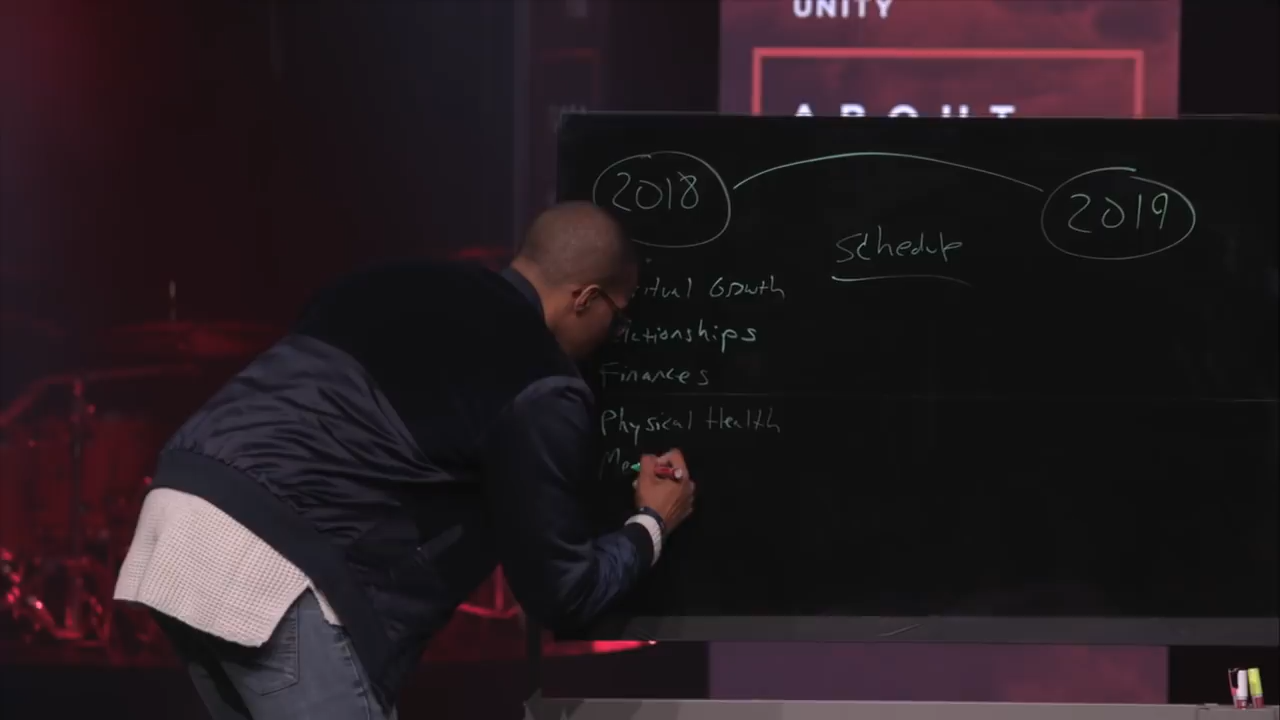 UNITY
ABOUT
2018
2019
Schedule
Growth
Finances
Physical Health